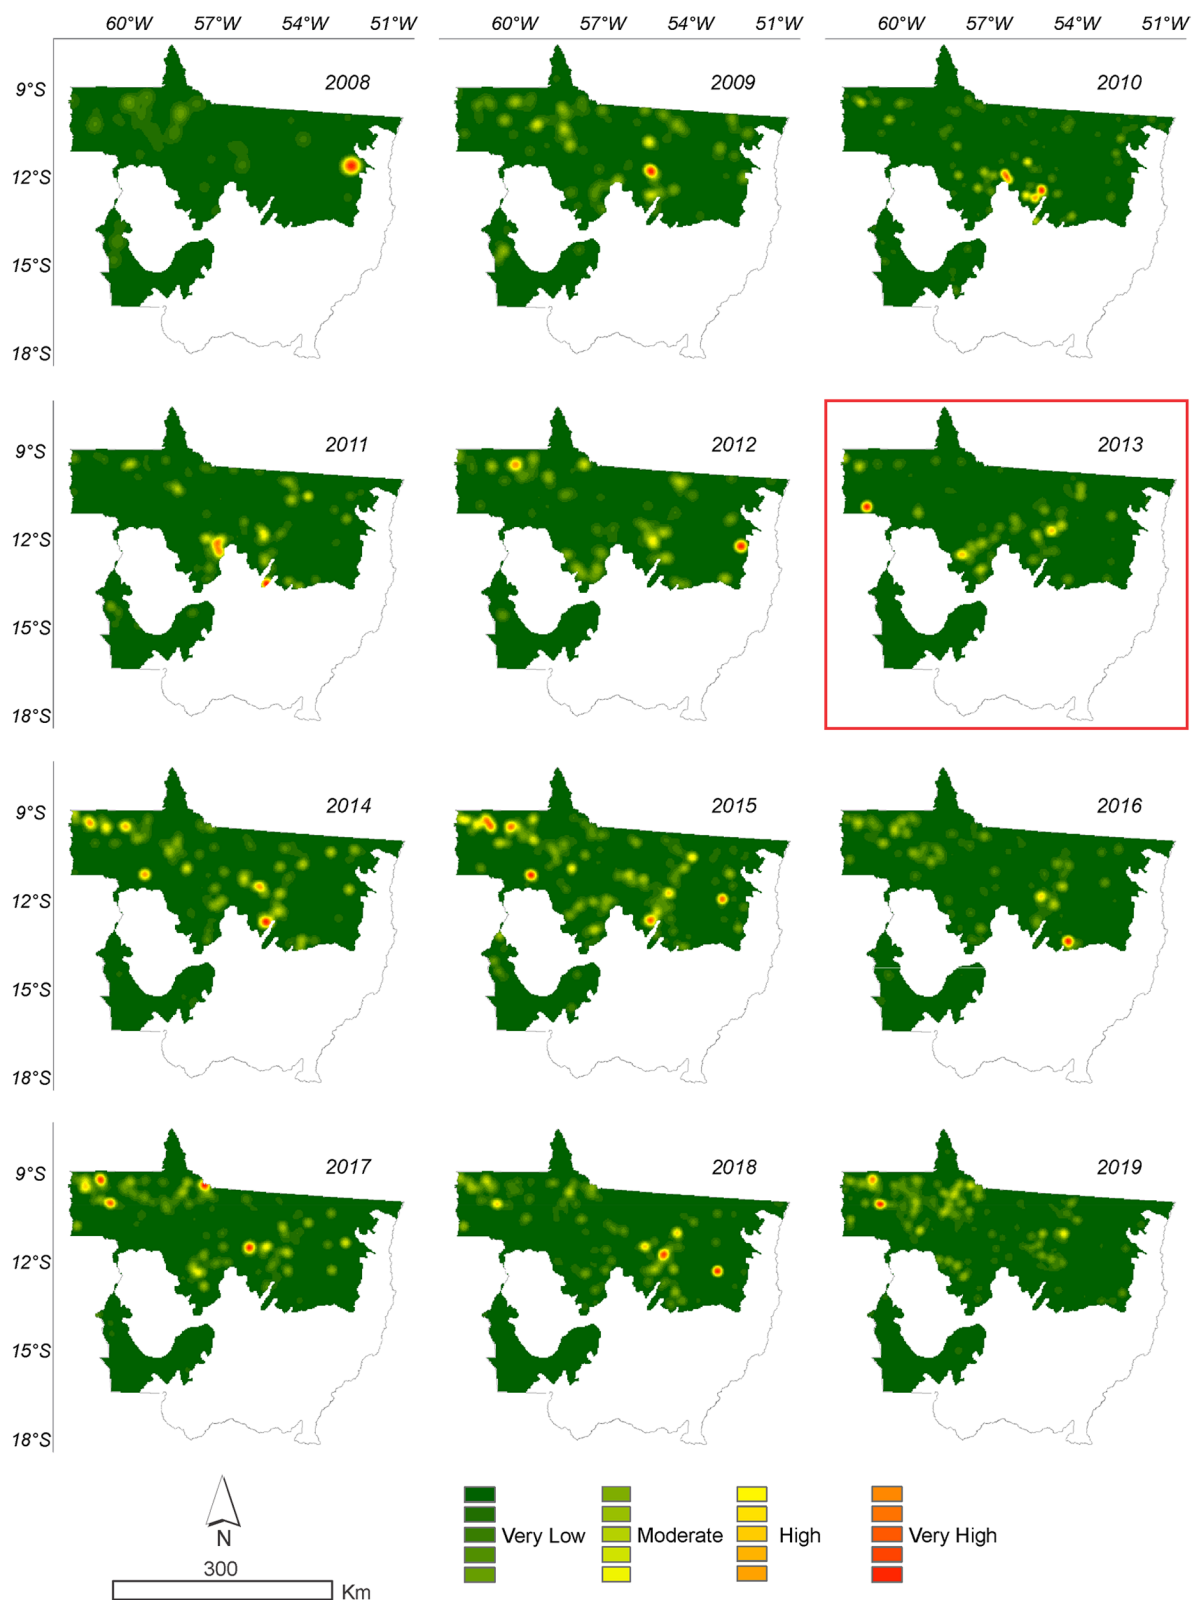 60°W 57°W 54°W 51°W 60°W 57°W 54°W 51°W 60°W 57°W 54°W 51°W
2008 2009 2010
9°S
12°S
15°S
18°S
2011 2012 2013
9°S
12°S
15°S
18°S
2014 2015 2016
9°S
12°S
15°S
18°S
2017 2018 2019
9°S
12°S
15°S
18°S
N
300
Km
Very Low Moderate High Very High